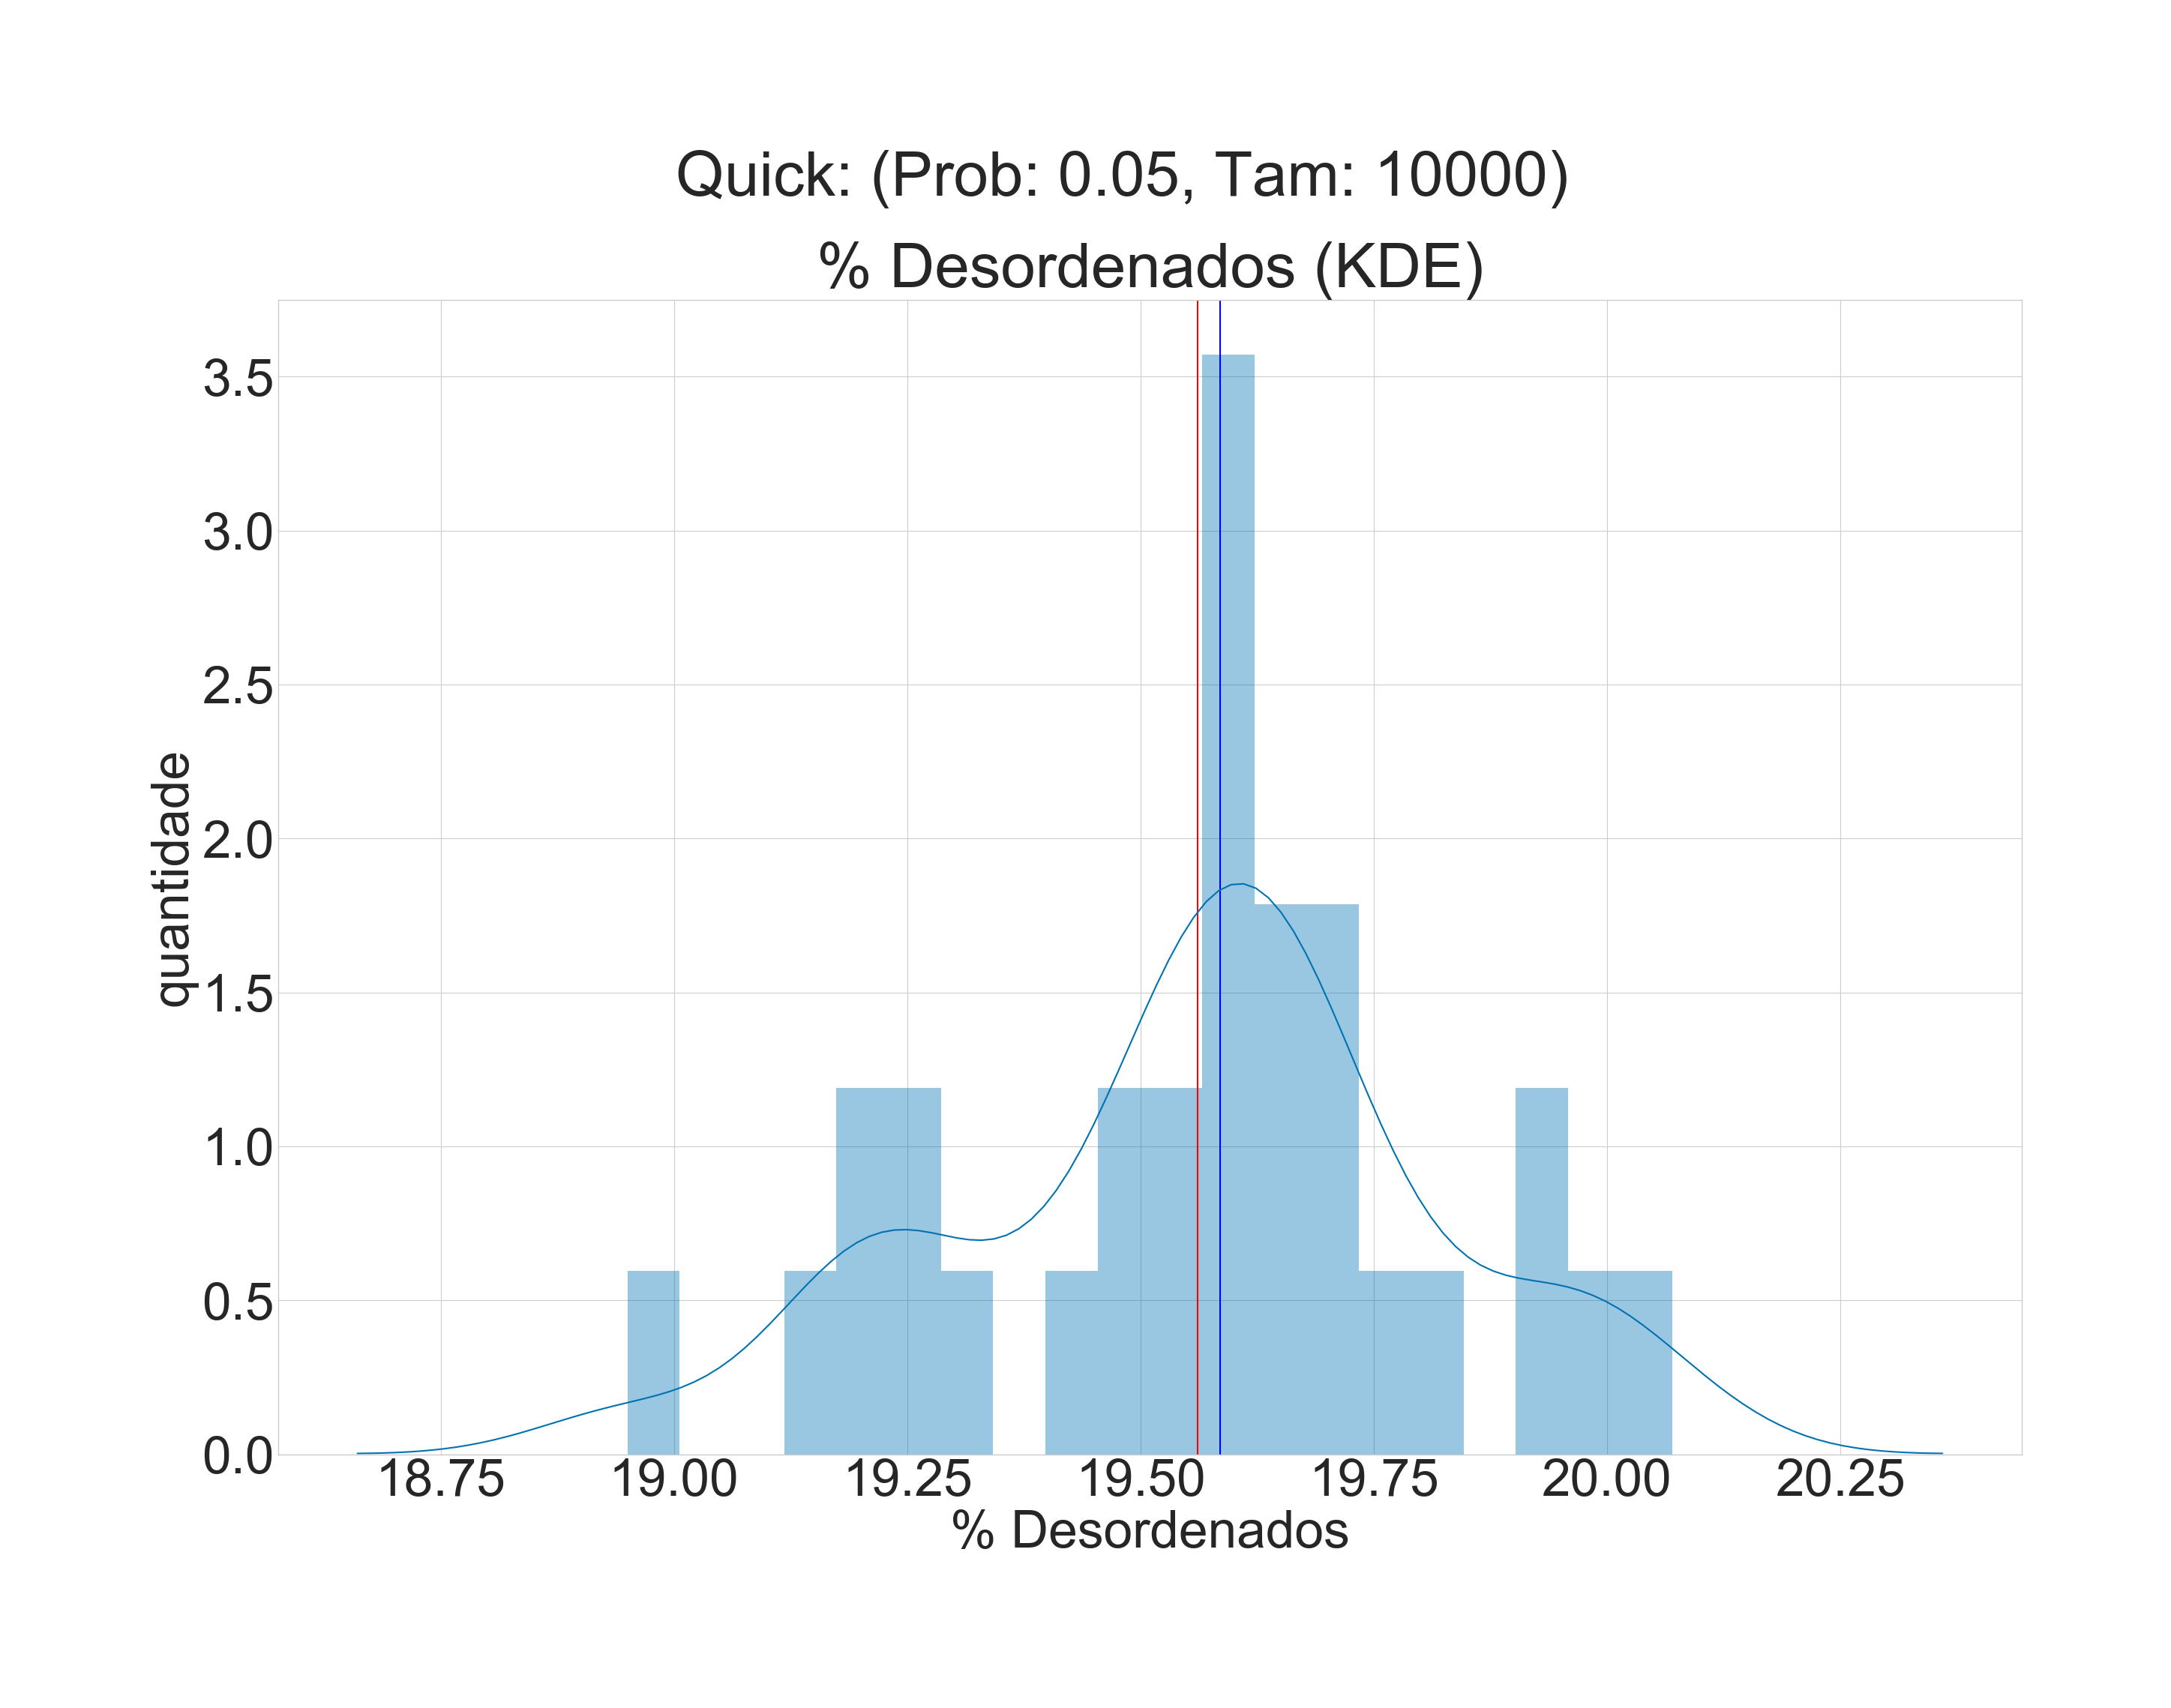 Quick: (Prob: 0.05, Tam: 10000)
% Desordenados (KDE)
3.5
3.0
2.5
2.0
1.5
1.0
0.5
0.0
quantidade
18.75 19.00 19.25 19.50 19.75 20.00 20.25
% Desordenados